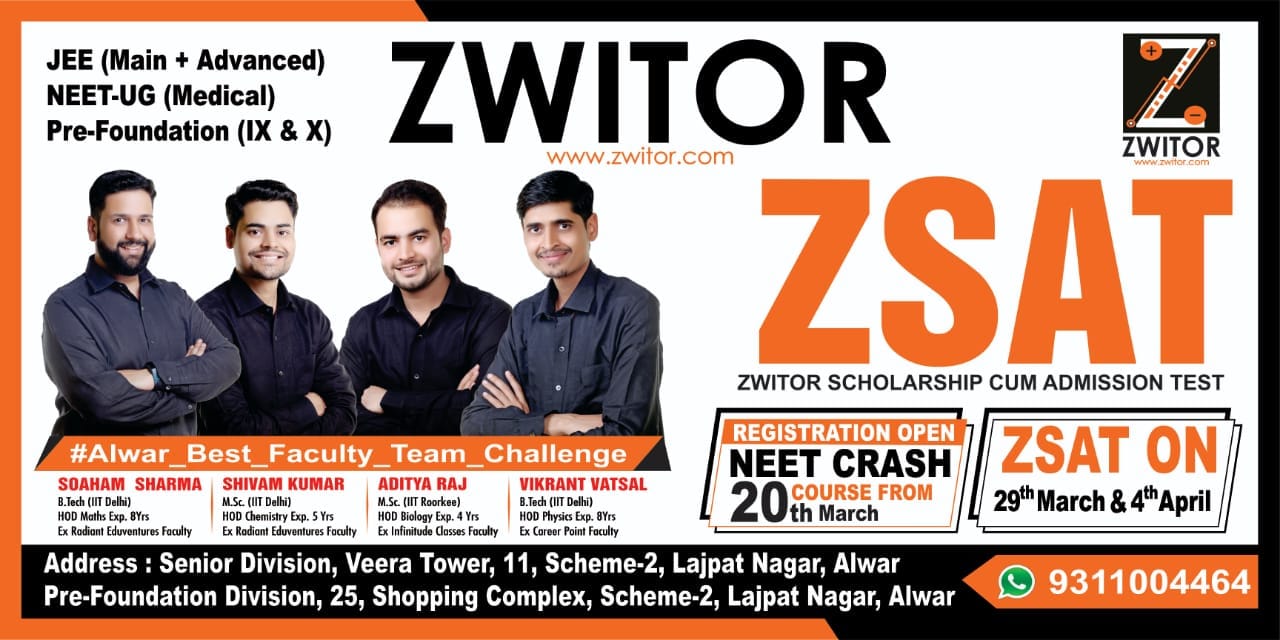 JEE (Main + Advanced)
NEET-UG (Medical)
Pre-Foundation (IX & X)
ZWITOR
www.zwitor.com
+
Z
−
ZWITOR
www.zwitor.com
ZSAT
ZWITOR SCHOLARSHIP CUM ADMISSION TEST
#Alwar_Best_Faculty_Team_Challenge
SOAHAM SHARMA
B.Tech (IIT Delhi)
HOD Maths Exp. 8Yrs
Ex Radiant Eduventures Faculty
SHIVAM KUMAR
M.Sc. (IIT Delhi)
HOD Chemistry Exp. 5 Yrs
Ex Radiant Eduventures Faculty
ADITYA RAJ
M.Sc. (IIT Roorkee)
HOD Biology Exp. 4 Yrs
Ex Infinitude Classes Faculty
VIKRANT VATSAL
B.Tech (IIT Delhi)
HOD Physics Exp. 8Yrs
Ex Career Point Faculty
REGISTRATION OPEN
NEET CRASH
COURSE FROM
20th March
ZSAT ON
29th March & 4th April
Address : Senior Division, Veera Tower, 11, Scheme-2, Lajpat Nagar, Alwar
Pre-Foundation Division, 25, Shopping Complex, Scheme-2, Lajpat Nagar, Alwar
9311004464